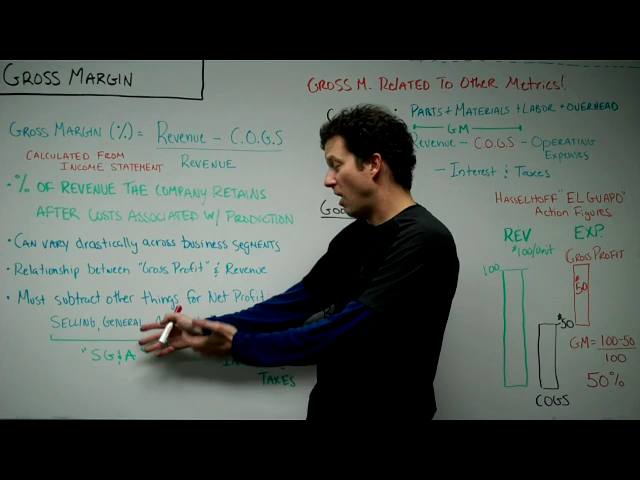 GROSS MARGIN
GROSS MARGIN (%) = REVENUE - C.O.G.S
REVENUE
CALCULATED FROM
INCOME STATEMENT
• % OF REVENUE THE COMPANY RETAINS
AFTER COSTS ASSOCIATED W/ PRODUCTION
• CAN VARY drastically across business segments
• Relationship between "Gross Profit" & Revenue
• Must subtract other things for Net Profit
SELLING, GENERAL
"SG&A
TAXES
GROSS M. RELATED TO OTHER METRICS!
: PARTS + MATERIALS + LABOR + OVERHEAD
GM
Revenue - C.O.G.S - OPERATING
EXPENSES
- Interest & Taxes
HASSELHOFF "EL GUAPO"
Action Figures
REV
$100/Unit
EXP.
GROSS PROFIT
100
$50
$50
GM = 100-50
100
50%
COGS